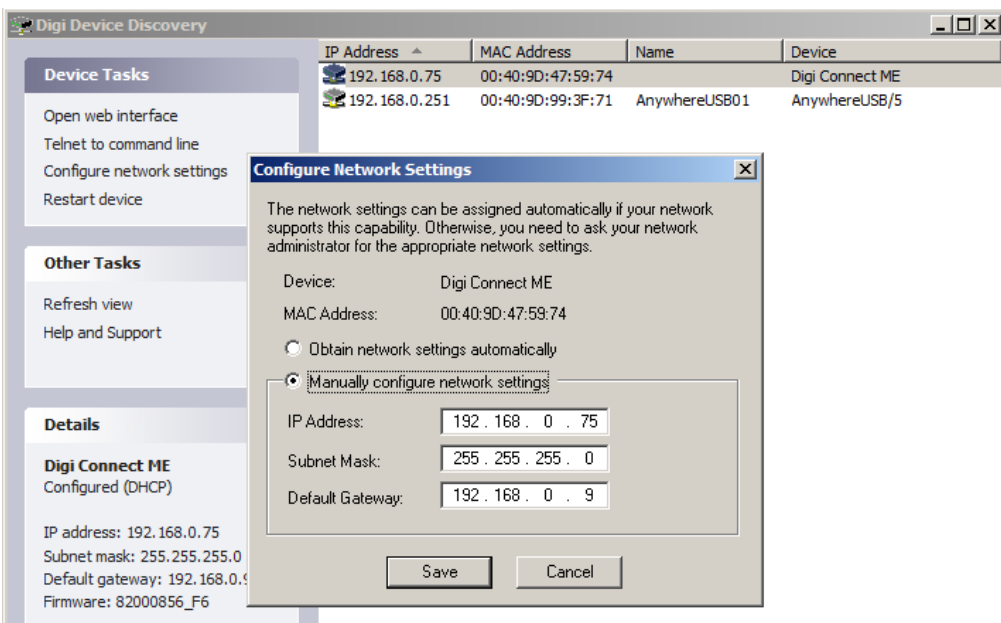 Digi Device Discovery
Device Tasks
Open web interface
Telnet to command line
Configure network settings
Restart device
Other Tasks
Refresh view
Help and Support
Details
Digi Connect ME
Configured (DHCP)
IP address: 192.168.0.75
Subnet mask: 255.255.255.0
Default gateway: 192.168.0.9
Firmware: 82000856_F6
IP Address MAC Address Name Device
192.168.0.75 00:40:9D:47:59:74 Digi Connect ME
192.168.0.251 00:40:9D:99:3F:71 AnywhereUSB01 AnywhereUSB/5
Configure Network Settings
The network settings can be assigned automatically if your network
supports this capability. Otherwise, you need to ask your network
administrator for the appropriate network settings.
Device: Digi Connect ME
MAC Address: 00:40:9D:47:59:74
Obtain network settings automatically
Manually configure network settings
IP Address: 192 . 168 . 0 . 75
Subnet Mask: 255 . 255 . 255 . 0
Default Gateway: 192 . 168 . 0 . 9
Save Cancel